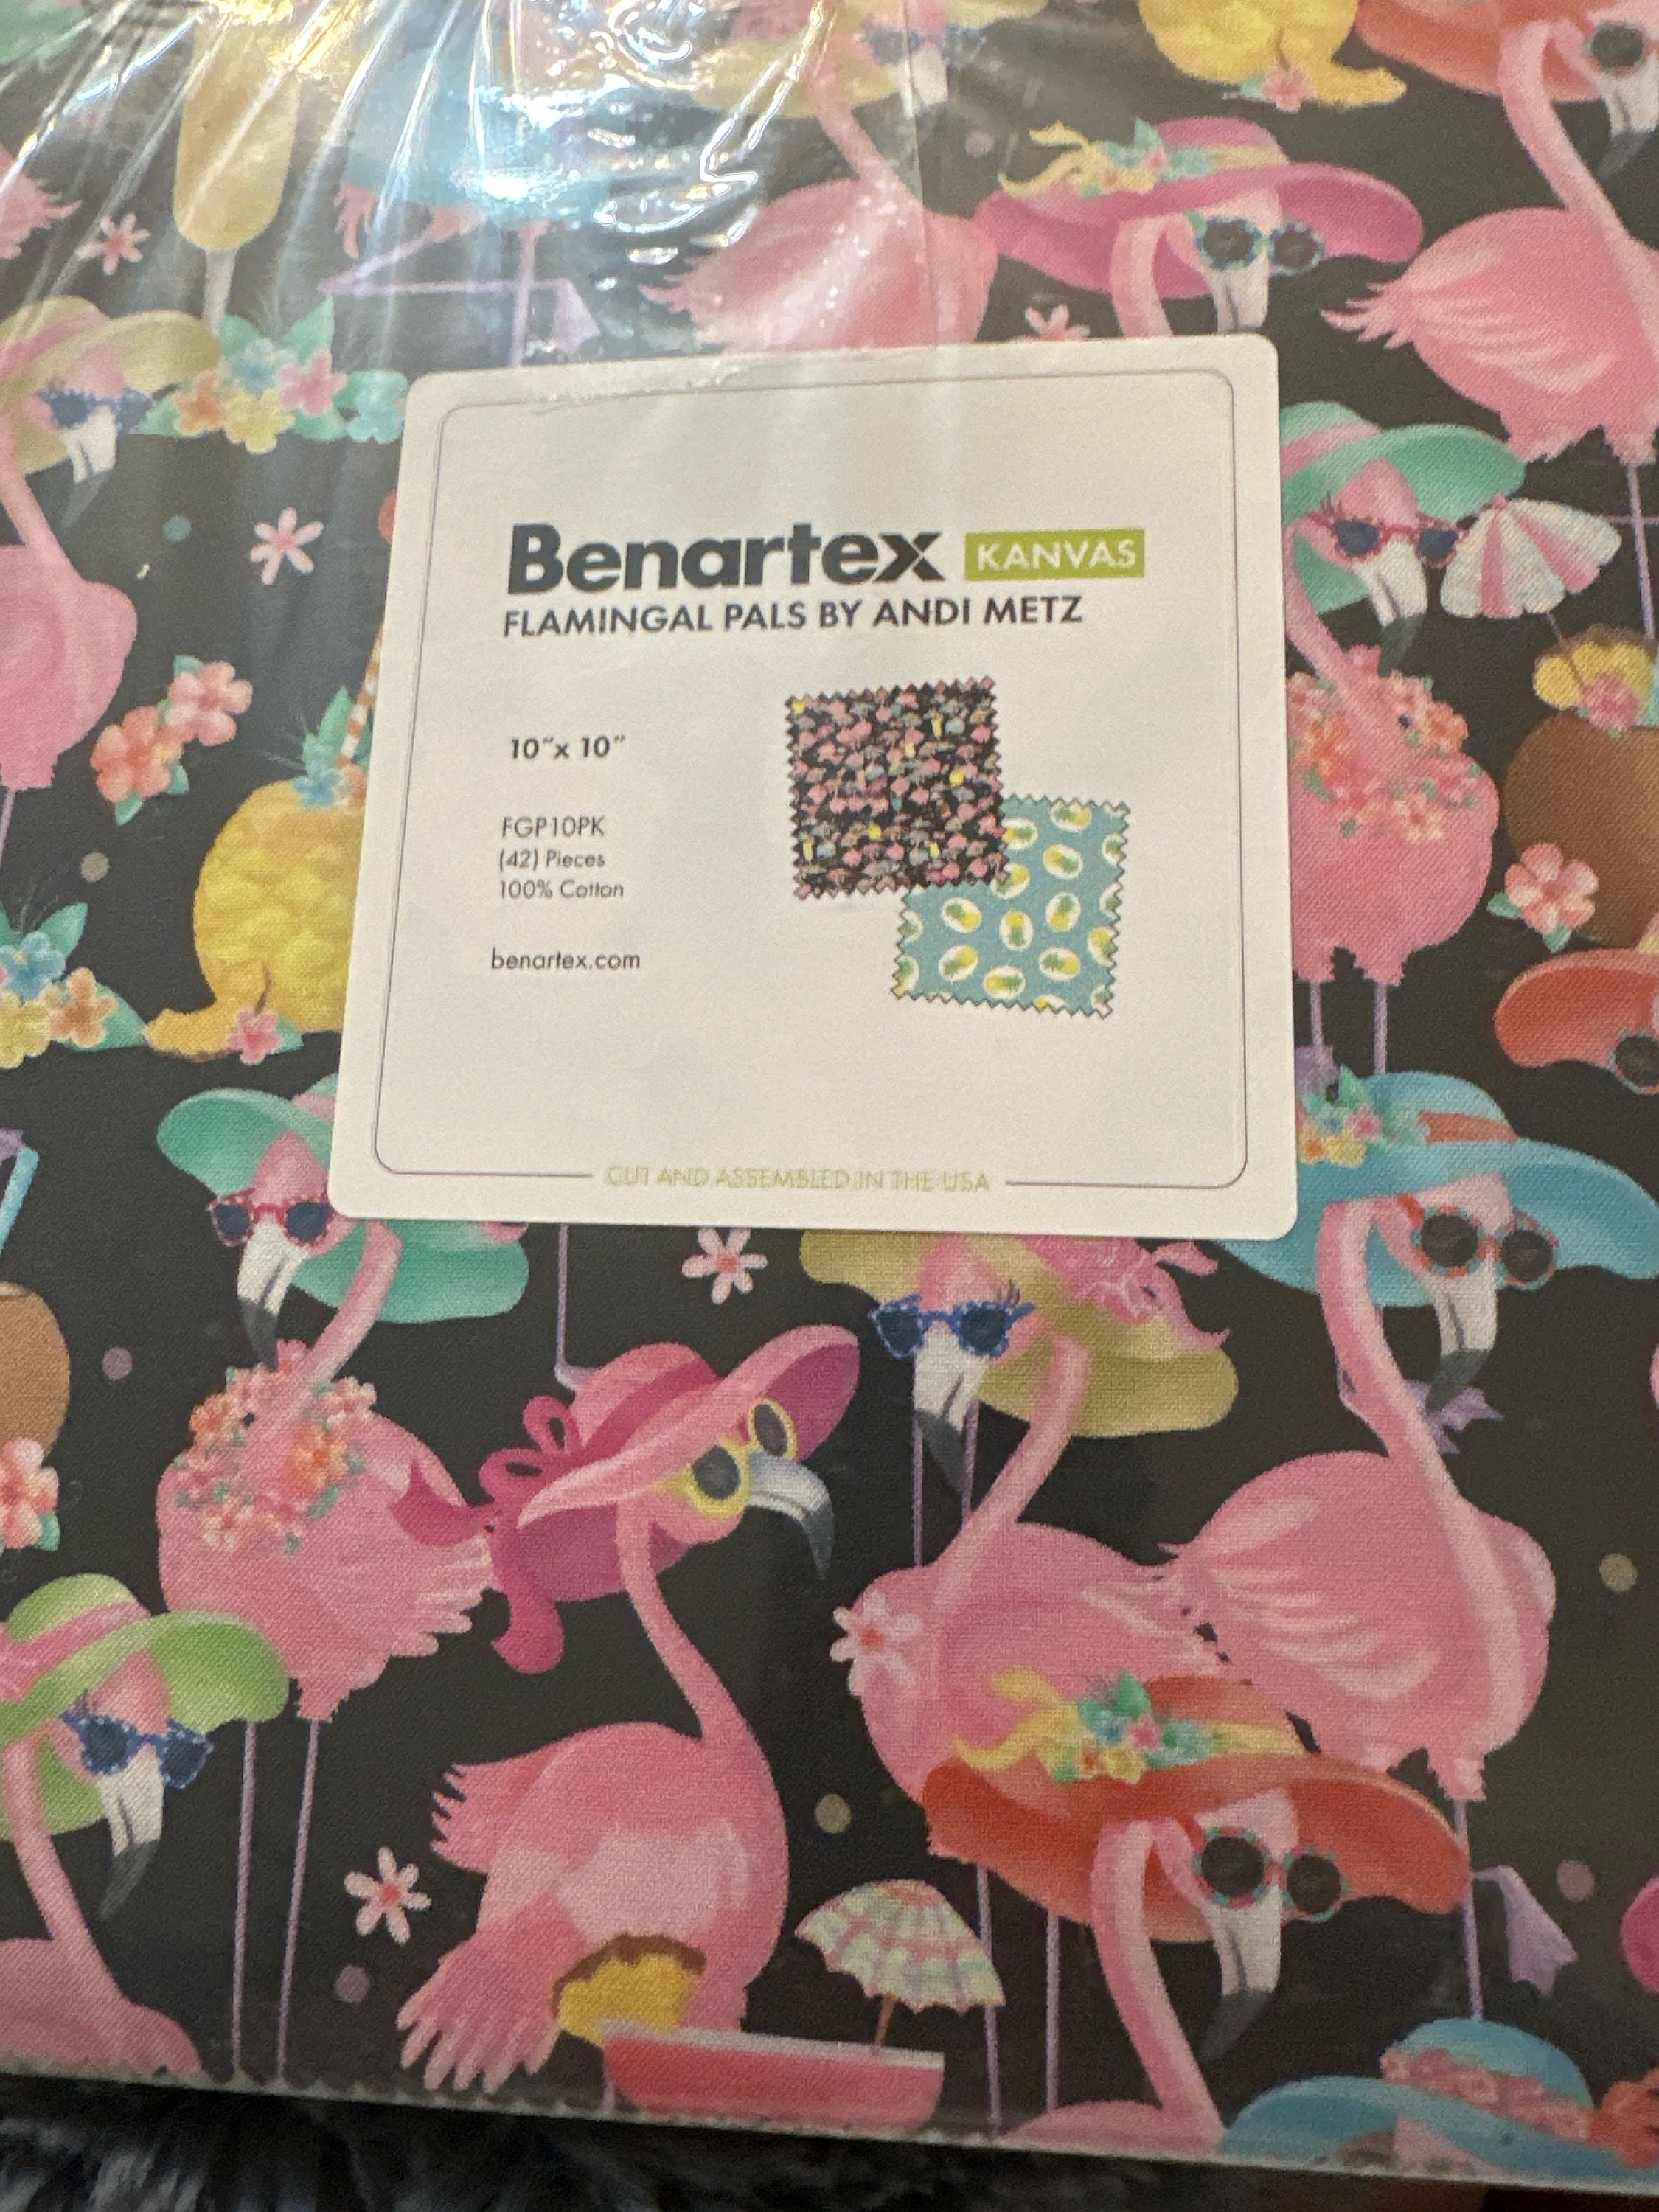 Benartex KANVAS
FLAMINGAL PALS BY ANDI METZ
10"x 10"
FGP10PK
(42) Pieces
100% Cotton
benartex.com
CUT AND ASSEMBLED IN THE USA